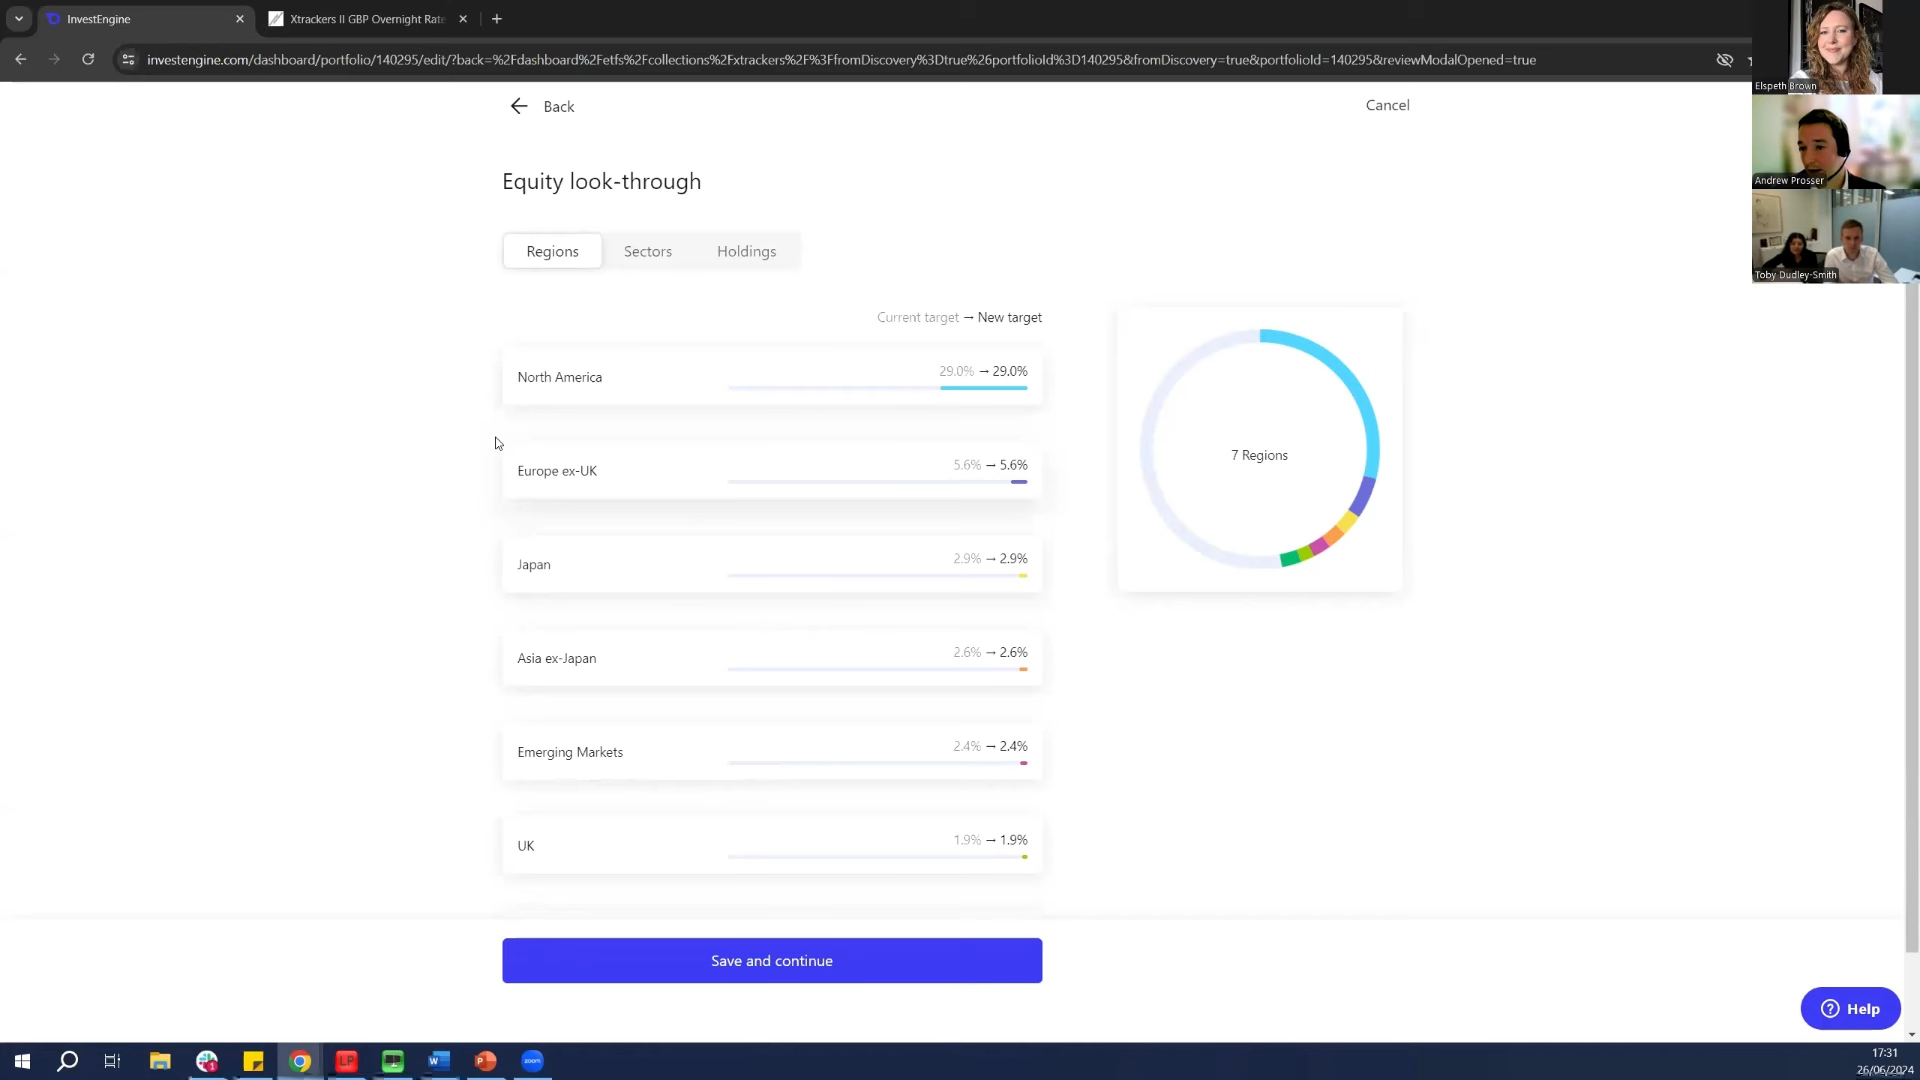 InvestEngine
Xtrackers II GBP Overnight Rate
investengine.com/dashboard/portfolio/140295/edit/?back=%2Fdashboard%2Fetfs%2Fcollections%2Fxtrackers%2F%3FfromDiscovery%3Dtrue%26portfolioId%3D140295&fromDiscovery=true&portfolioId=140295&reviewModalOpened=true
Elspeth Brown
Back
Cancel
Andrew Prosser
Equity look-through
Regions Sectors Holdings
Toby Dudley-Smith
Current target → New target
North America 29.0% → 29.0%
Europe ex-UK 5.6% → 5.6%
7 Regions
Japan 2.9% → 2.9%
Asia ex-Japan 2.6% → 2.6%
Emerging Markets 2.4% → 2.4%
UK 1.9% → 1.9%
Save and continue
? Help
LP
W
P
zoom
17:31
26/06/2024